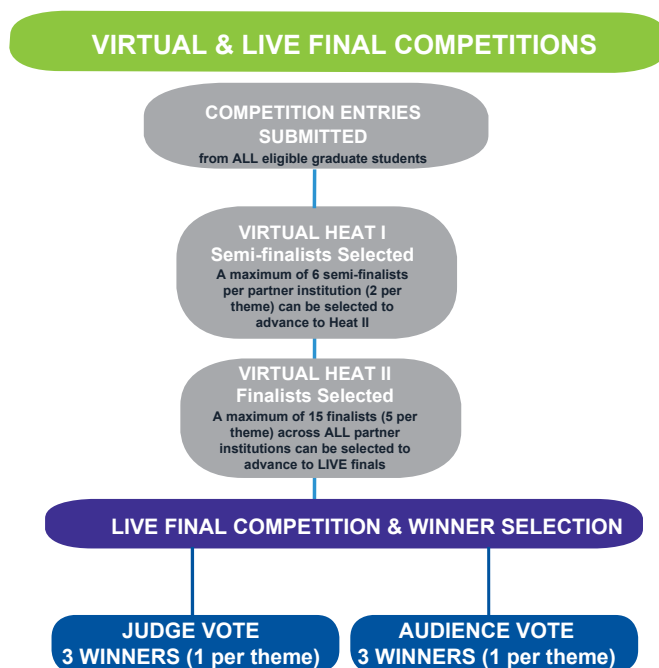 VIRTUAL & LIVE FINAL COMPETITIONS
COMPETITION ENTRIES
SUBMITTED
from ALL eligible graduate students
VIRTUAL HEAT I
Semi-finalists Selected
A maximum of 6 semi-finalists
per partner institution (2 per
theme) can be selected to
advance to Heat II
VIRTUAL HEAT II
Finalists Selected
A maximum of 15 finalists (5 per
theme) across ALL partner
institutions can be selected to
advance to LIVE finals
LIVE FINAL COMPETITION & WINNER SELECTION
JUDGE VOTE
3 WINNERS (1 per theme)
AUDIENCE VOTE
3 WINNERS (1 per theme)